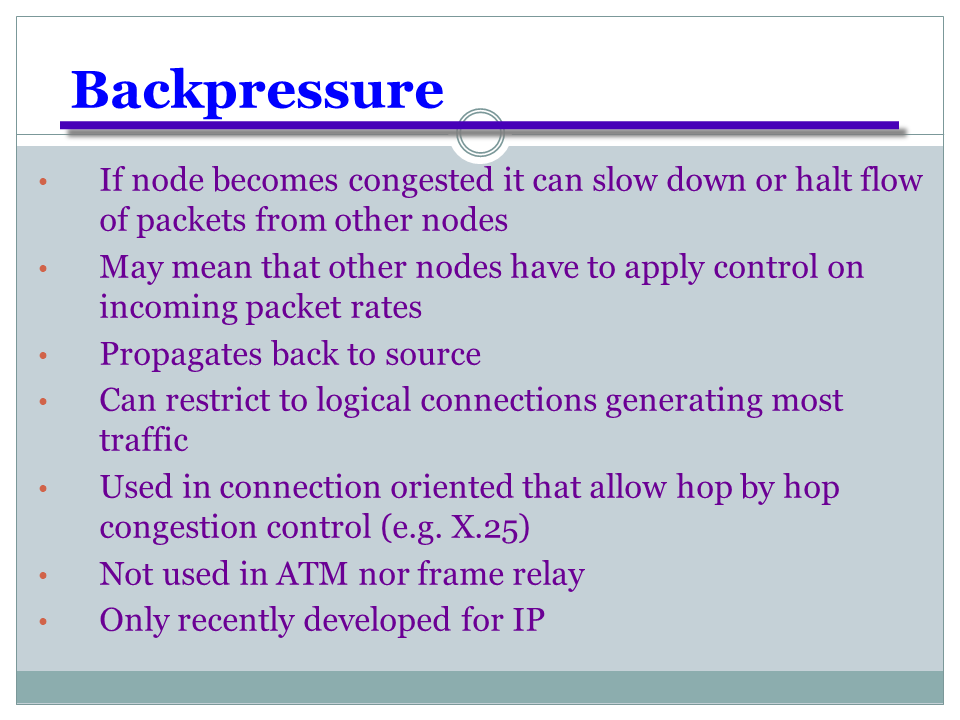 Backpressure
• If node becomes congested it can slow down or halt flow
of packets from other nodes
• May mean that other nodes have to apply control on
incoming packet rates
• Propagates back to source
• Can restrict to logical connections generating most
traffic
• Used in connection oriented that allow hop by hop
congestion control (e.g. X.25)
• Not used in ATM nor frame relay
• Only recently developed for IP